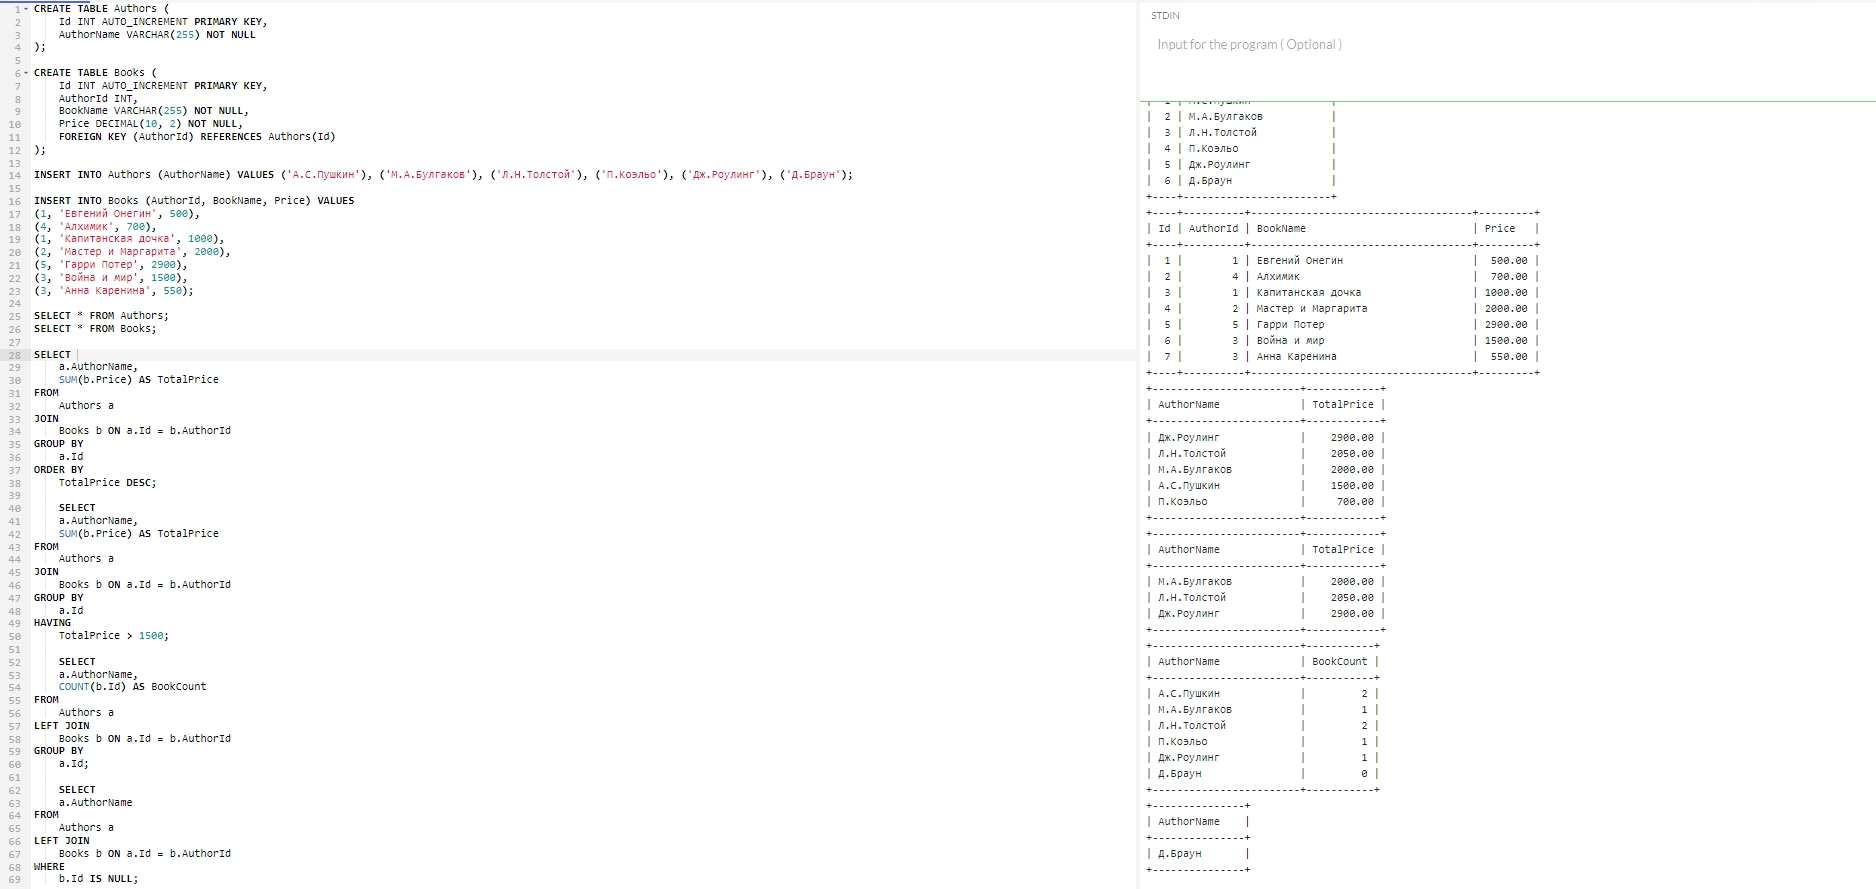 1 CREATE TABLE Authors (
2 Id INT AUTO_INCREMENT PRIMARY KEY,
3 AuthorName VARCHAR(255) NOT NULL
4 );
5
6 CREATE TABLE Books (
7 Id INT AUTO_INCREMENT PRIMARY KEY,
8 AuthorId INT,
9 BookName VARCHAR(255) NOT NULL,
10 Price DECIMAL(10, 2) NOT NULL,
11 FOREIGN KEY (AuthorId) REFERENCES Authors(Id)
12 );
13
14 INSERT INTO Authors (AuthorName) VALUES ('А.С.Пушкин'), ('М.А.Булгаков'), ('Л.Н.Толстой'), ('П.Коэльо'), ('Дж.Роулинг'), ('Д.Браун');
15
16 INSERT INTO Books (AuthorId, BookName, Price) VALUES
17 (1, 'Евгений Онегин', 500),
18 (4, 'Алхимик', 700),
19 (1, 'Капитанская дочка', 1000),
20 (2, 'Мастер и Маргарита', 2000),
21 (5, 'Гарри Потер', 2900),
22 (3, 'Война и мир', 1500),
23 (3, 'Анна Каренина', 550);
24
25 SELECT * FROM Authors;
26 SELECT * FROM Books;
27
28 SELECT
29 a.AuthorName,
30 SUM(b.Price) AS TotalPrice
31 FROM
32 Authors a
33 JOIN
34 Books b ON a.Id = b.AuthorId
35 GROUP BY
36 a.Id
37 ORDER BY
38 TotalPrice DESC;
39
40 SELECT
41 a.AuthorName,
42 SUM(b.Price) AS TotalPrice
43 FROM
44 Authors a
45 JOIN
46 Books b ON a.Id = b.AuthorId
47 GROUP BY
48 a.Id
49 HAVING
50 TotalPrice > 1500;
51
52 SELECT
53 a.AuthorName,
54 COUNT(b.Id) AS BookCount
55 FROM
56 Authors a
57 LEFT JOIN
58 Books b ON a.Id = b.AuthorId
59 GROUP BY
60 a.Id;
61
62 SELECT
63 a.AuthorName
64 FROM
65 Authors a
66 LEFT JOIN
67 Books b ON a.Id = b.AuthorId
68 WHERE
69 b.Id IS NULL;
STDIN
Input for the program ( Optional )
| 1 | А.С.Пушкин |
| 2 | М.А.Булгаков |
| 3 | Л.Н.Толстой |
| 4 | П.Коэльо |
| 5 | Дж.Роулинг |
| 6 | Д.Браун |
| Id | AuthorId | BookName | Price |
| 1 | 1 | Евгений Онегин | 500.00 |
| 2 | 4 | Алхимик | 700.00 |
| 3 | 1 | Капитанская дочка | 1000.00 |
| 4 | 2 | Мастер и Маргарита | 2000.00 |
| 5 | 5 | Гарри Потер | 2900.00 |
| 6 | 3 | Война и мир | 1500.00 |
| 7 | 3 | Анна Каренина | 550.00 |
| AuthorName | TotalPrice |
| Дж.Роулинг | 2900.00 |
| Л.Н.Толстой | 2050.00 |
| М.А.Булгаков | 2000.00 |
| А.С.Пушкин | 1500.00 |
| П.Коэльо | 700.00 |
| AuthorName | TotalPrice |
| М.А.Булгаков | 2000.00 |
| Л.Н.Толстой | 2050.00 |
| Дж.Роулинг | 2900.00 |
| AuthorName | BookCount |
| А.С.Пушкин | 2 |
| М.А.Булгаков | 1 |
| Л.Н.Толстой | 2 |
| П.Коэльо | 1 |
| Дж.Роулинг | 1 |
| Д.Браун | 0 |
| AuthorName |
| Д.Браун |